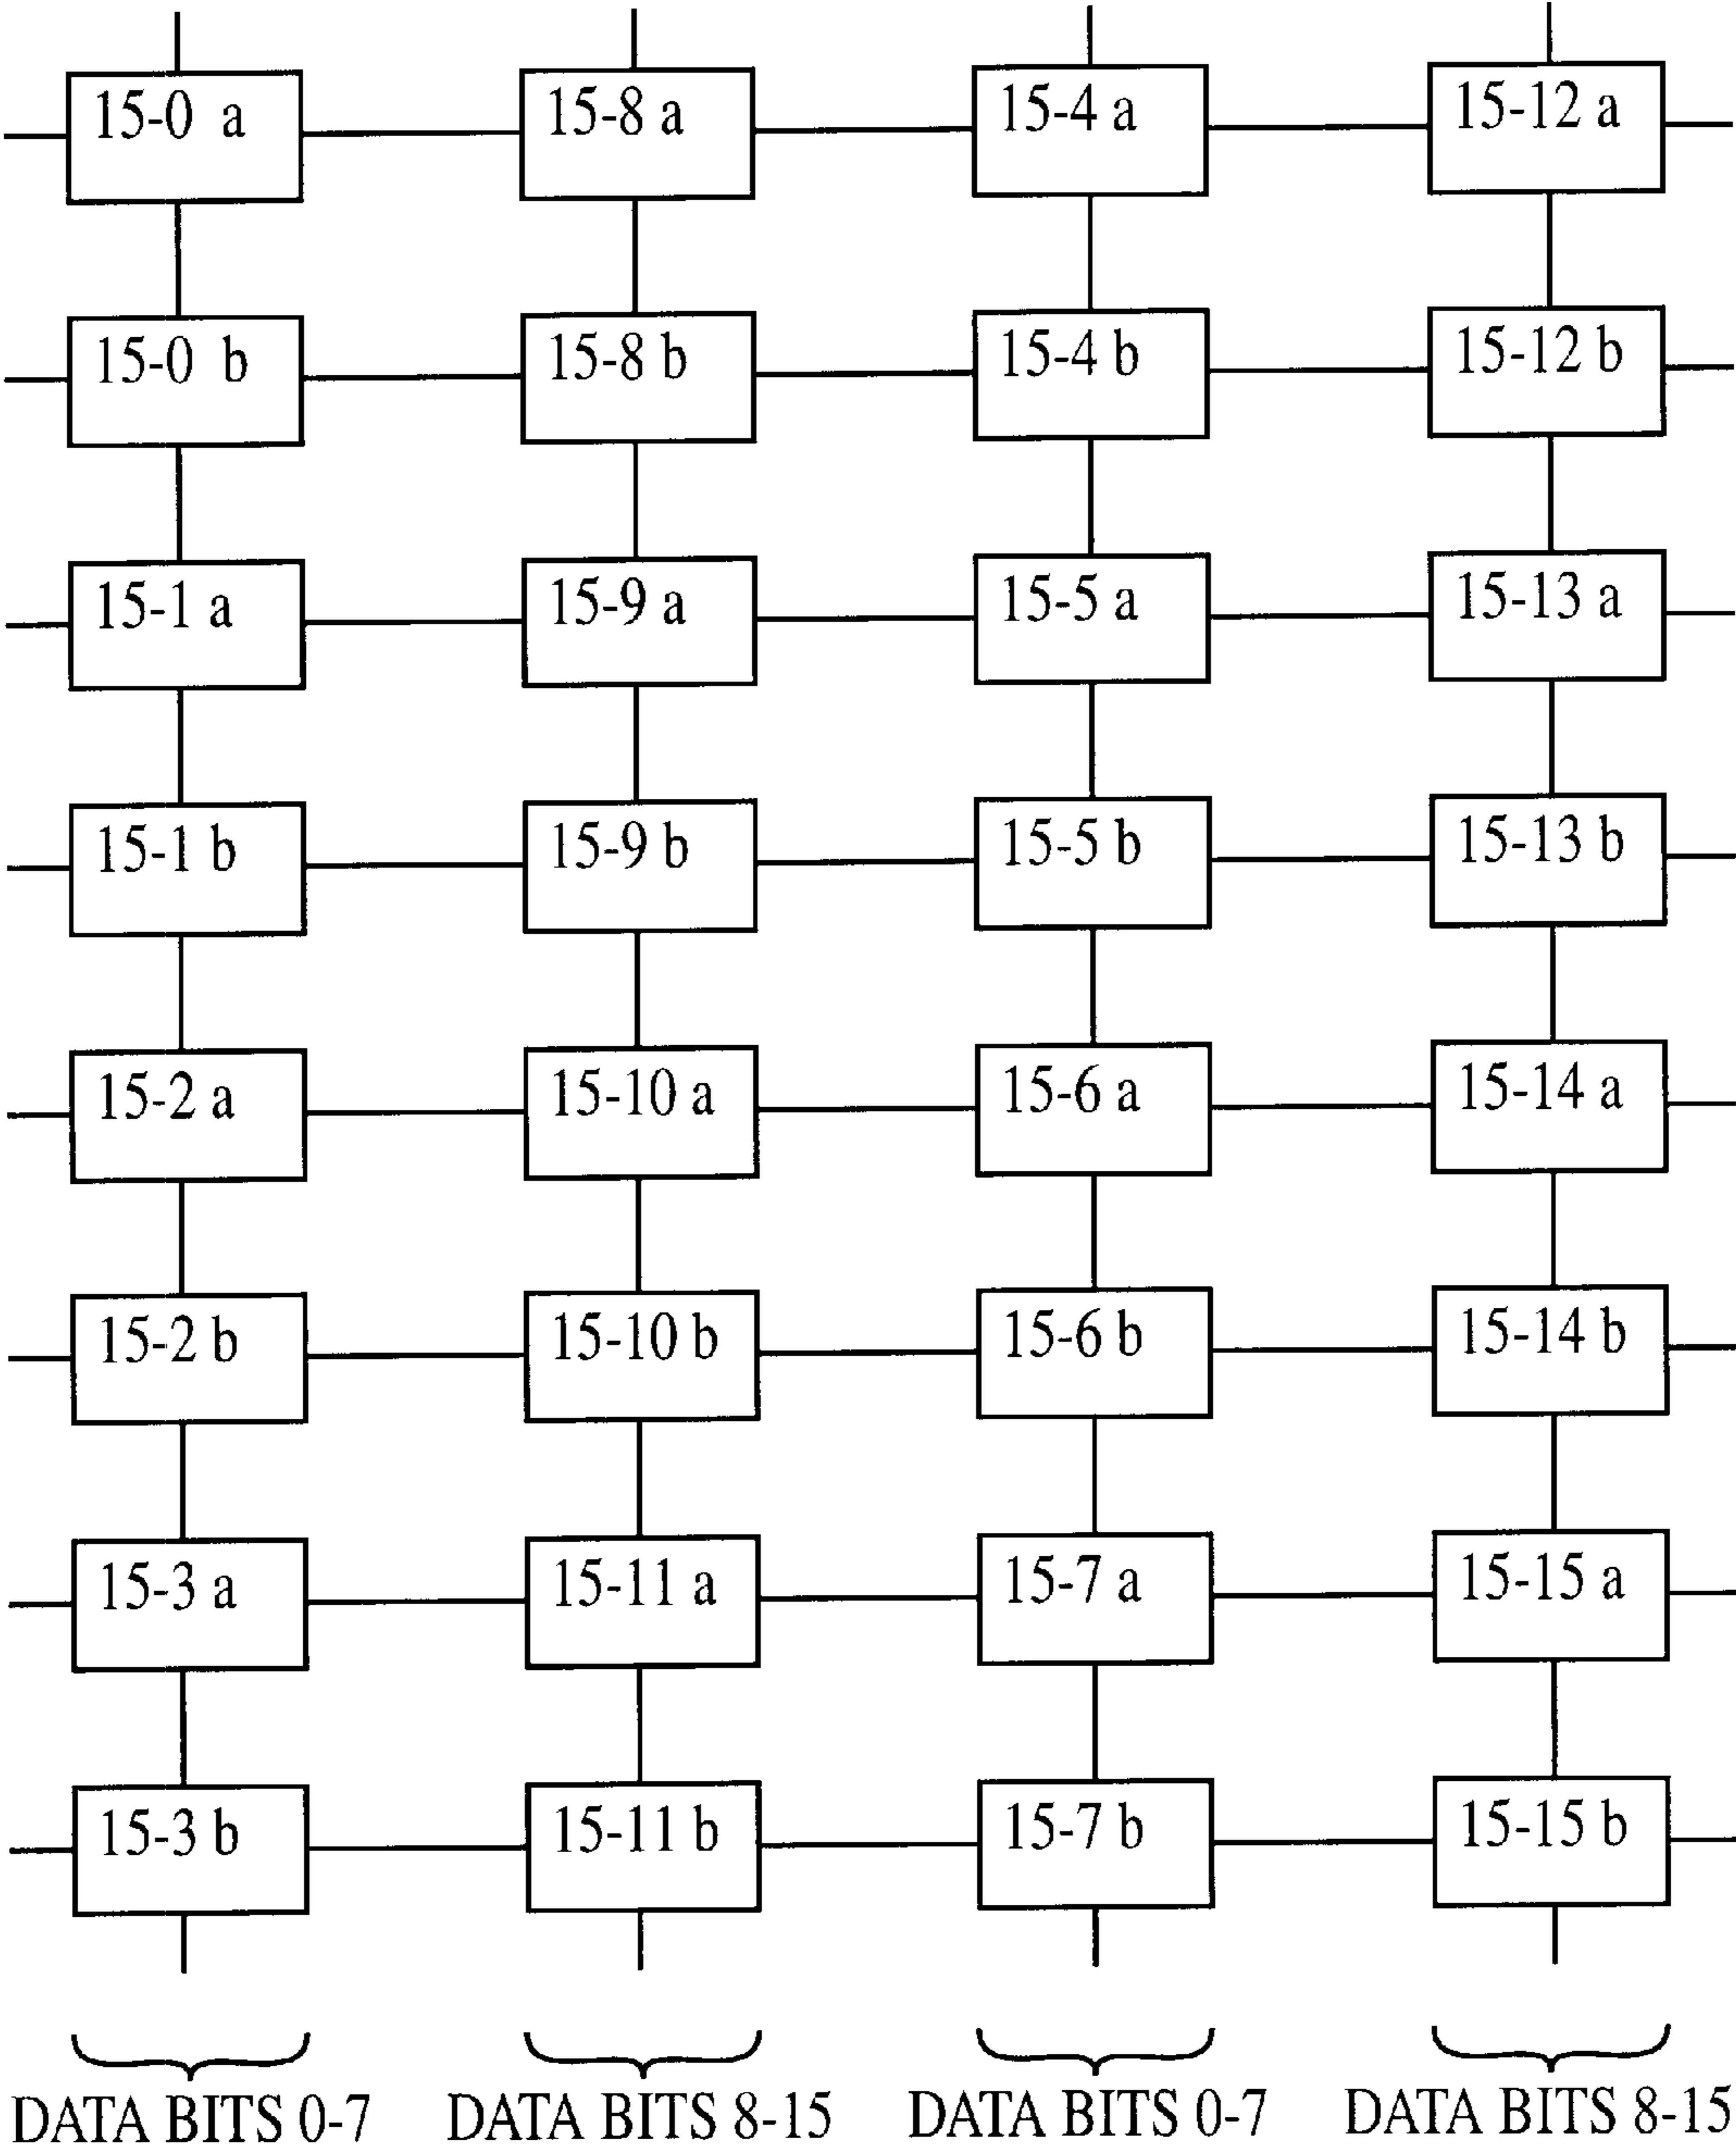 15-0 a 15-8 a 15-4 a 15-12 a
15-0 b 15-8 b 15-4 b 15-12 b
15-1 a 15-9 a 15-5 a 15-13 a
15-1 b 15-9 b 15-5 b 15-13 b
15-2 a 15-10 a 15-6 a 15-14 a
15-2 b 15-10 b 15-6 b 15-14 b
15-3 a 15-11 a 15-7 a 15-15 a
15-3 b 15-11 b 15-7 b 15-15 b
DATA BITS 0-7 DATA BITS 8-15 DATA BITS 0-7 DATA BITS 8-15